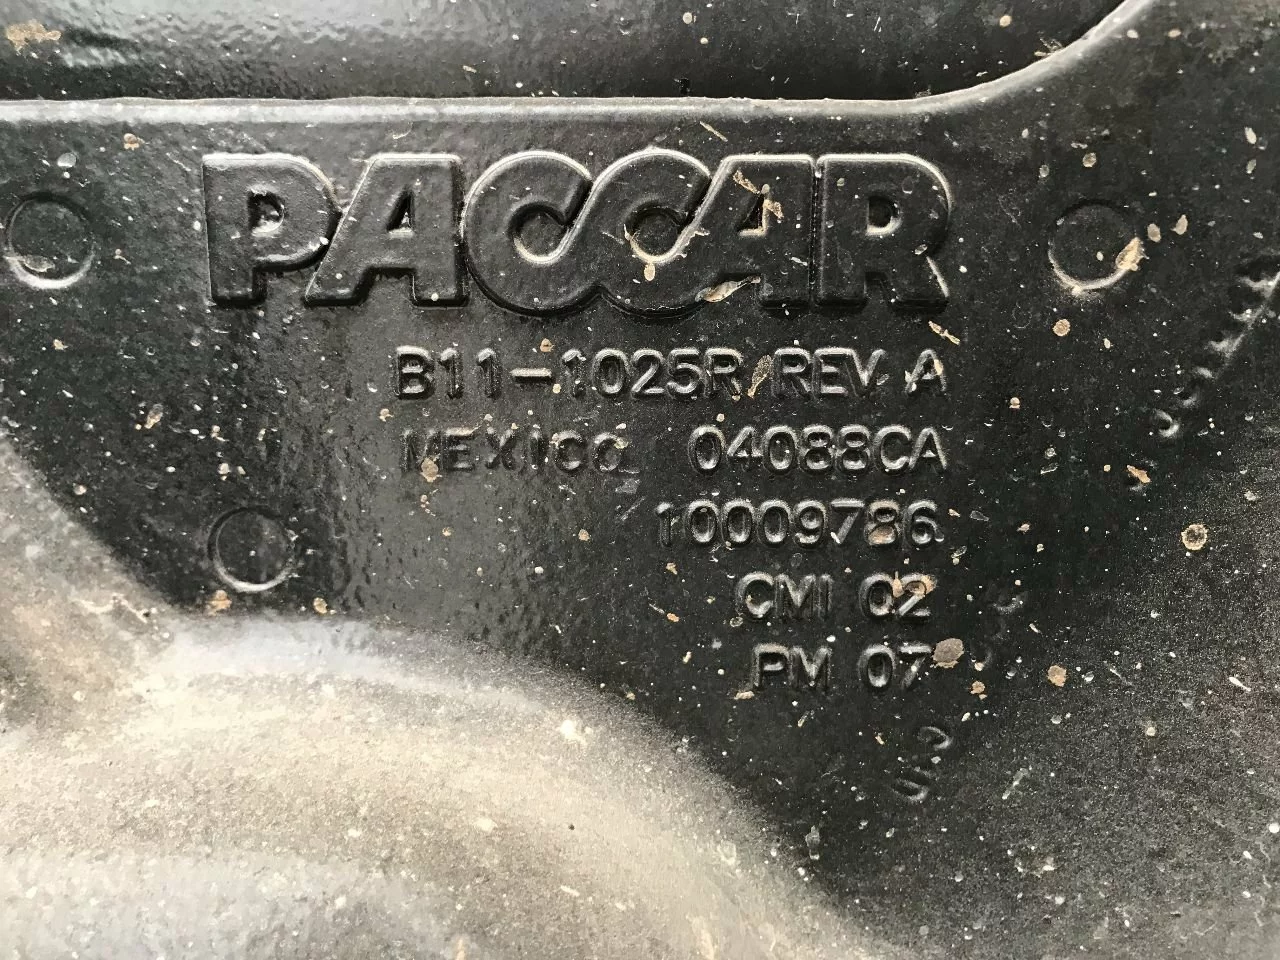 PACCAR
B11-1025R REV A
MEXICO 04088CA
10009786
CMI 02
PM 07